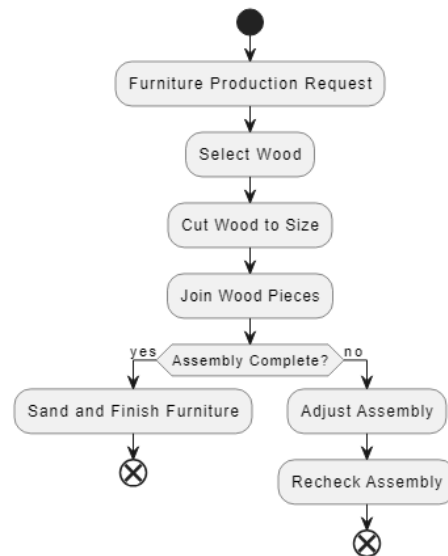 Furniture Production Request
Select Wood
Cut Wood to Size
Join Wood Pieces
yes
Assembly Complete?
no
Sand and Finish Furniture
Adjust Assembly
Recheck Assembly